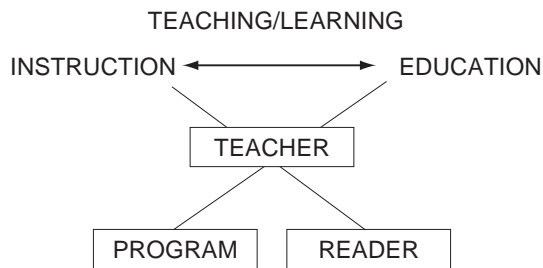 TEACHING/LEARNING
INSTRUCTION EDUCATION
TEACHER
PROGRAM READER